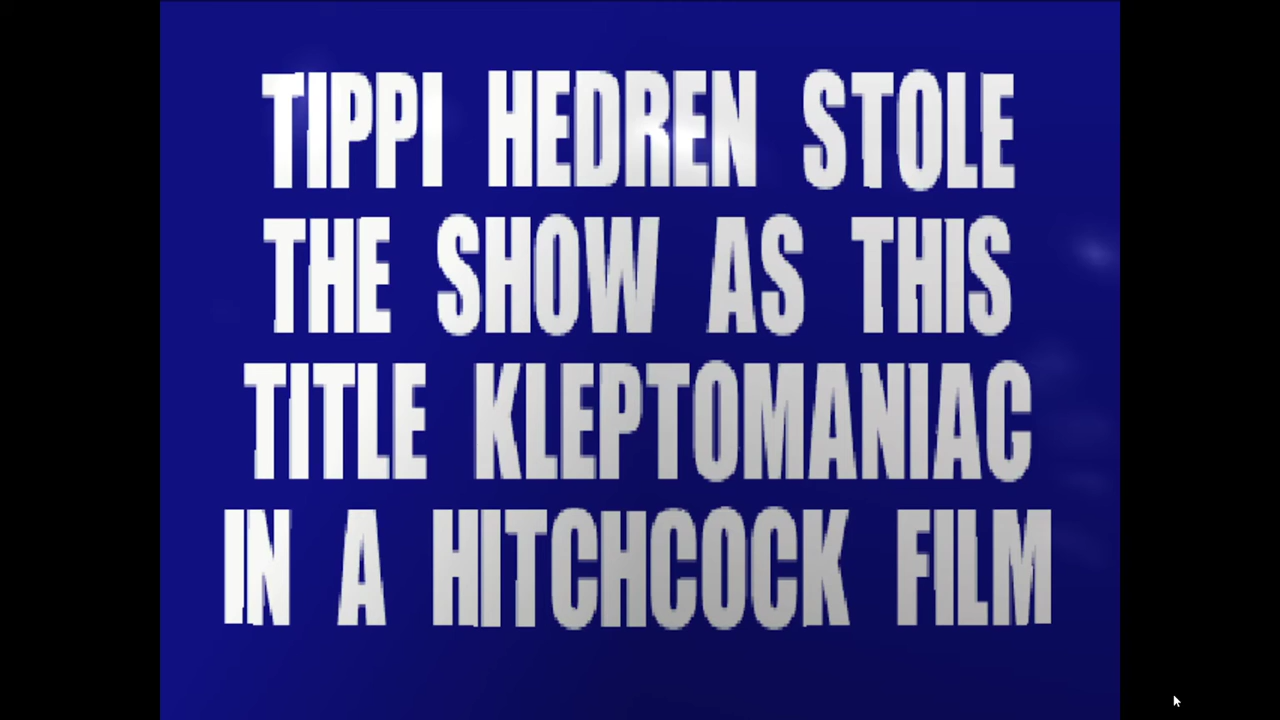 TIPPI HEDREN STOLE
THE SHOW AS THIS
TITLE KLEPTOMANIAC
IN A HITCHCOCK FILM